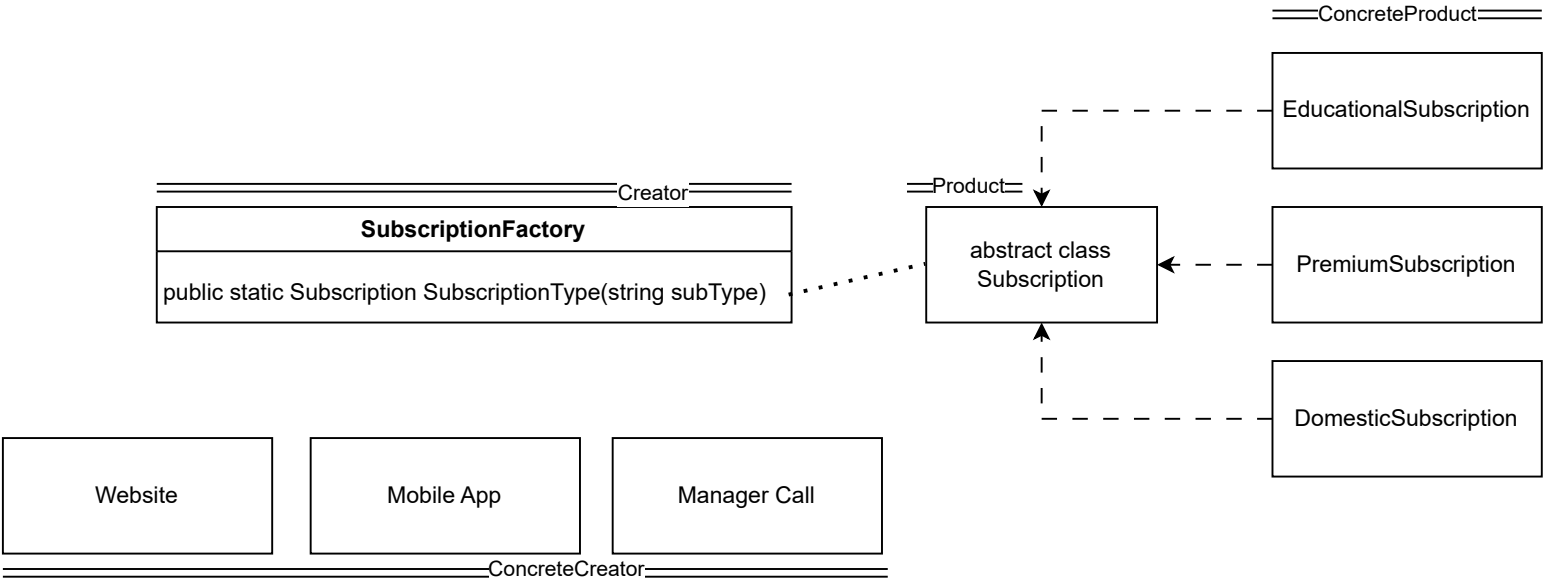 ConcreteProduct
EducationalSubscription
Creator
Product
SubscriptionFactory
public static Subscription SubscriptionType(string subType)
abstract class
Subscription
PremiumSubscription
DomesticSubscription
Website
Mobile App
Manager Call
ConcreteCreator